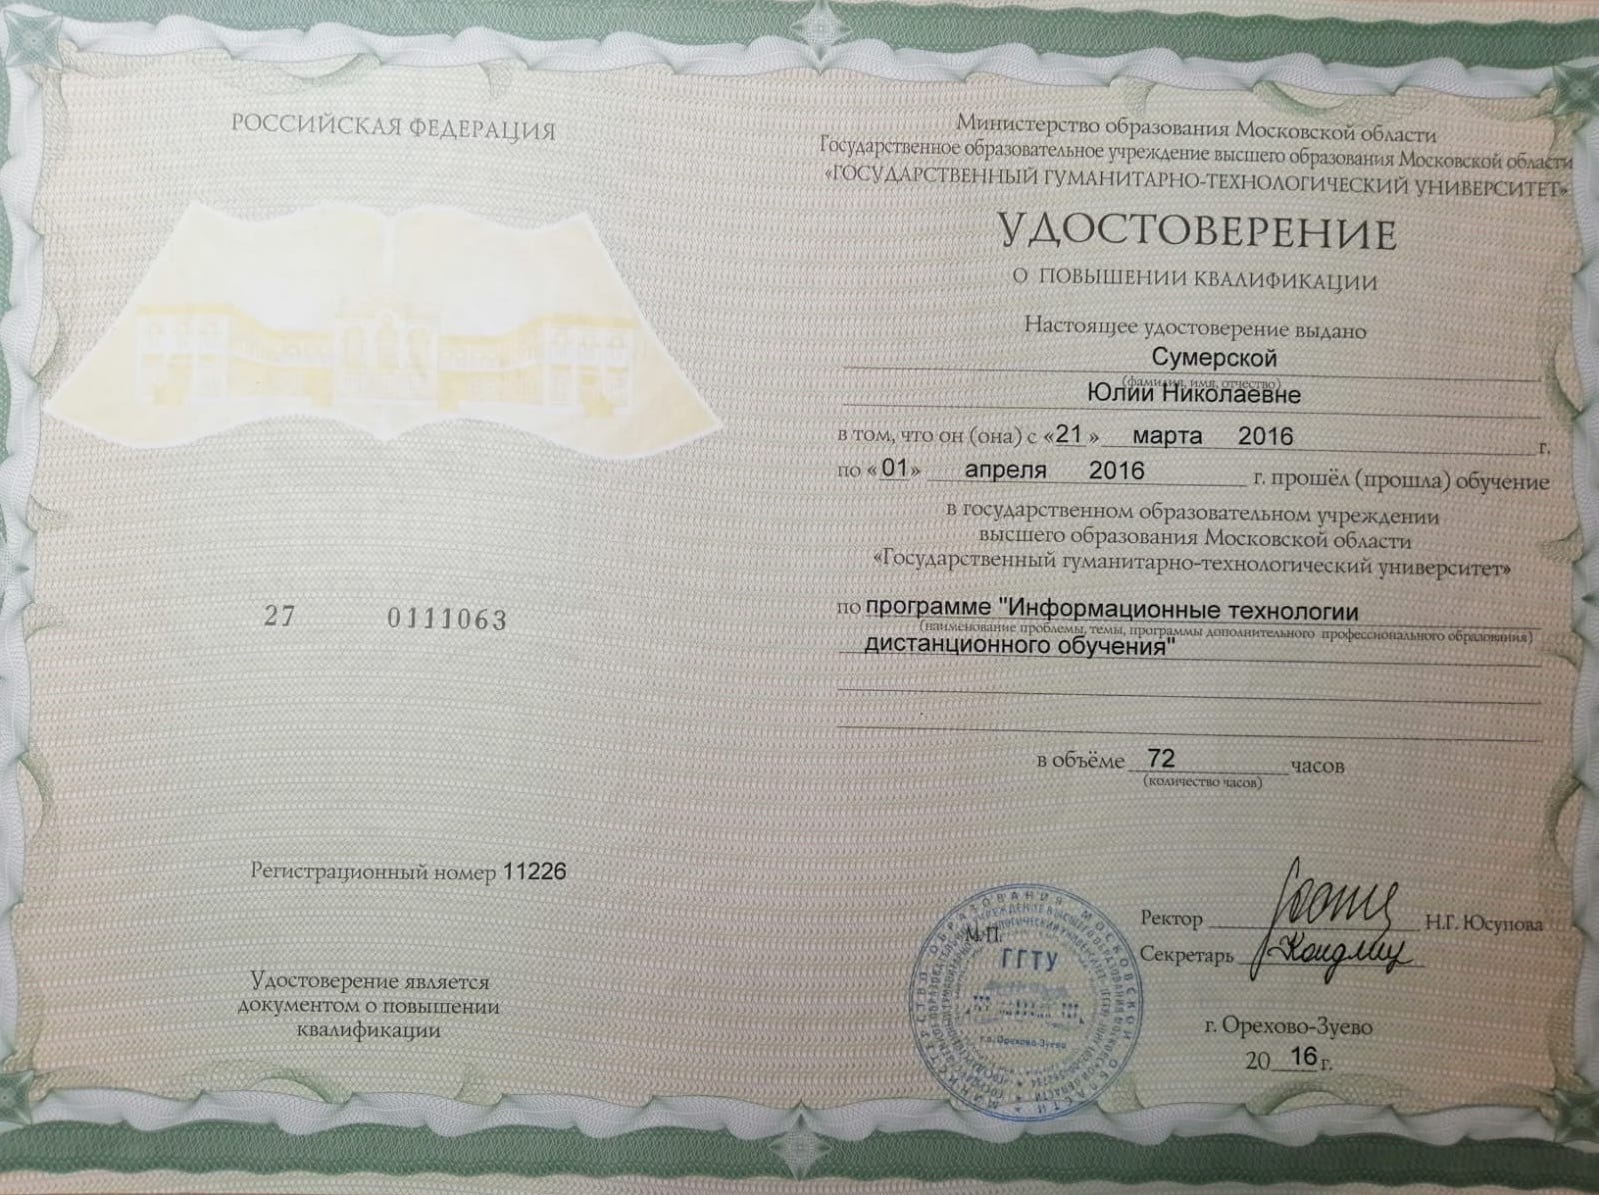 РОССИЙСКАЯ ФЕДЕРАЦИЯ
27 0111063
Регистрационный номер 11226
Удостоверение является
документом о повышении
квалификации
Министерство образования Московской области
Государственное образовательное учреждение высшего образования Московской области
«ГОСУДАРСТВЕННЫЙ ГУМАНИТАРНО-ТЕХНОЛОГИЧЕСКИЙ УНИВЕРСИТЕТ»
УДОСТОВЕРЕНИЕ
О ПОВЫШЕНИИ КВАЛИФИКАЦИИ
Настоящее удостоверение выдано
Сумерской
(фамилия, имя, отчество)
Юлии Николаевне
в том, что он (она) с «21» марта 2016 г.
по «01» апреля 2016 г. прошёл (прошла) обучение
в государственном образовательном учреждении
высшего образования Московской области
«Государственный гуманитарно-технологический университет»
по программе "Информационные технологии
(наименование проблемы, темы, программы дополнительного профессионального образования)
дистанционного обучения"
в объёме 72 часов
(количество часов)
Ректор Н.Г. Юсупова
М.П.
Секретарь
ГГТУ
г.о. Орехово-Зуево
МИНИСТЕРСТВО ОБРАЗОВАНИЯ МОСКОВСКОЙ ОБЛАСТИ
г. Орехово-Зуево
20 16 г.